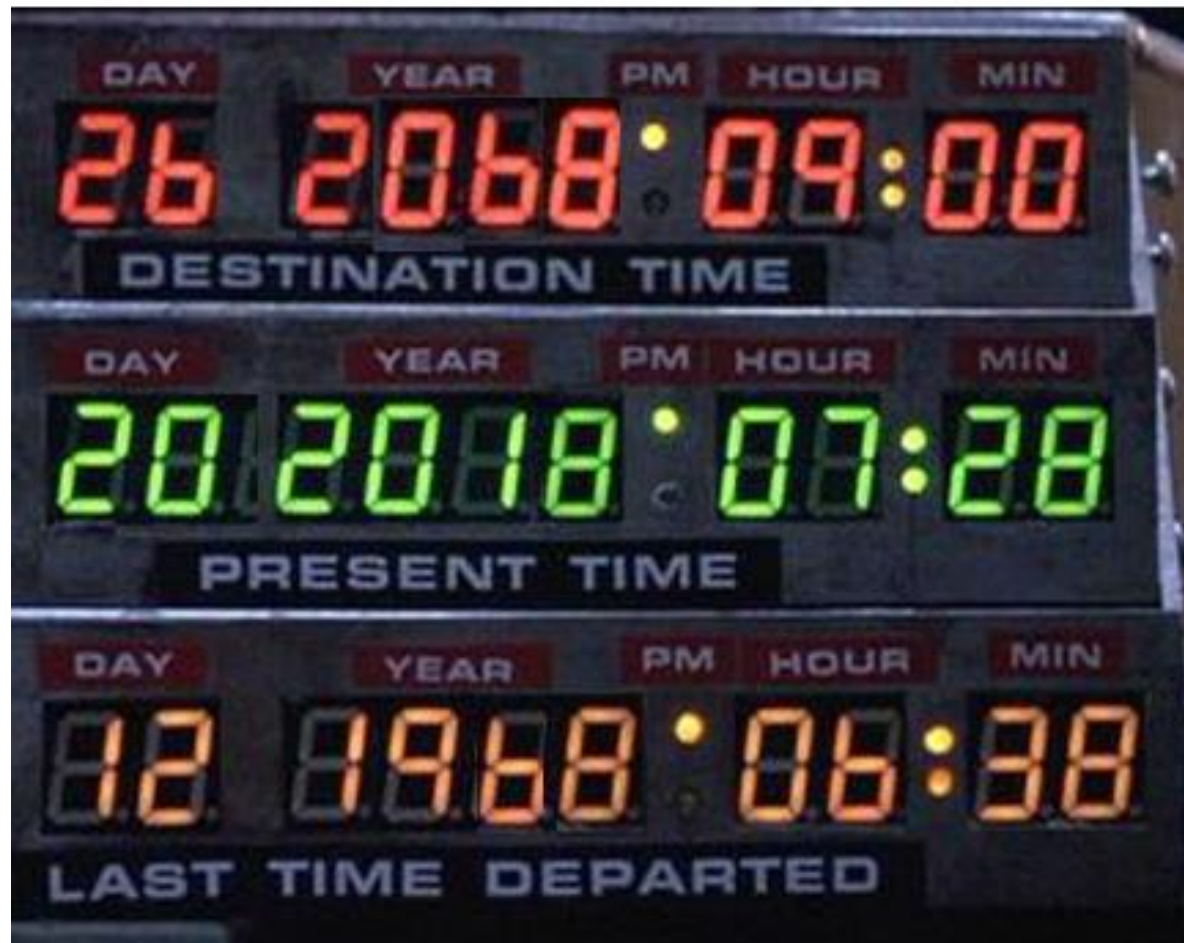 DAY YEAR PM HOUR MIN
26 2068 09:00
DESTINATION TIME
DAY YEAR PM HOUR MIN
20 2018 07:28
PRESENT TIME
DAY YEAR PM HOUR MIN
12 1968 06:38
LAST TIME DEPARTED